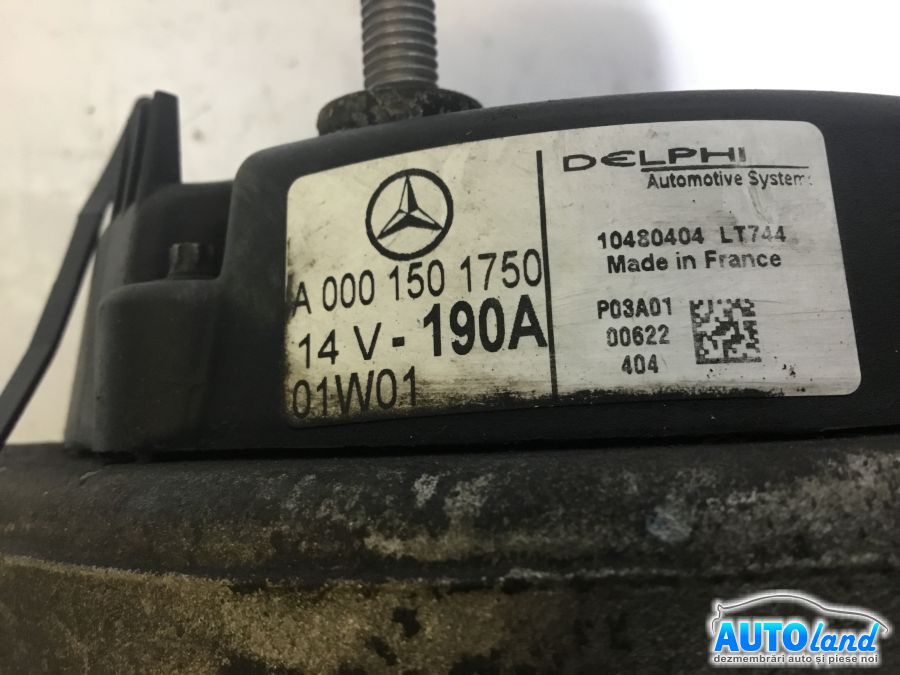 A 000 150 1750
14 V - 190A
01W01
DELPHI
Automotive Systems
10480404 LT744
Made in France
P03A01
00622
404
AUTOland
dezmembrări auto și piese noi